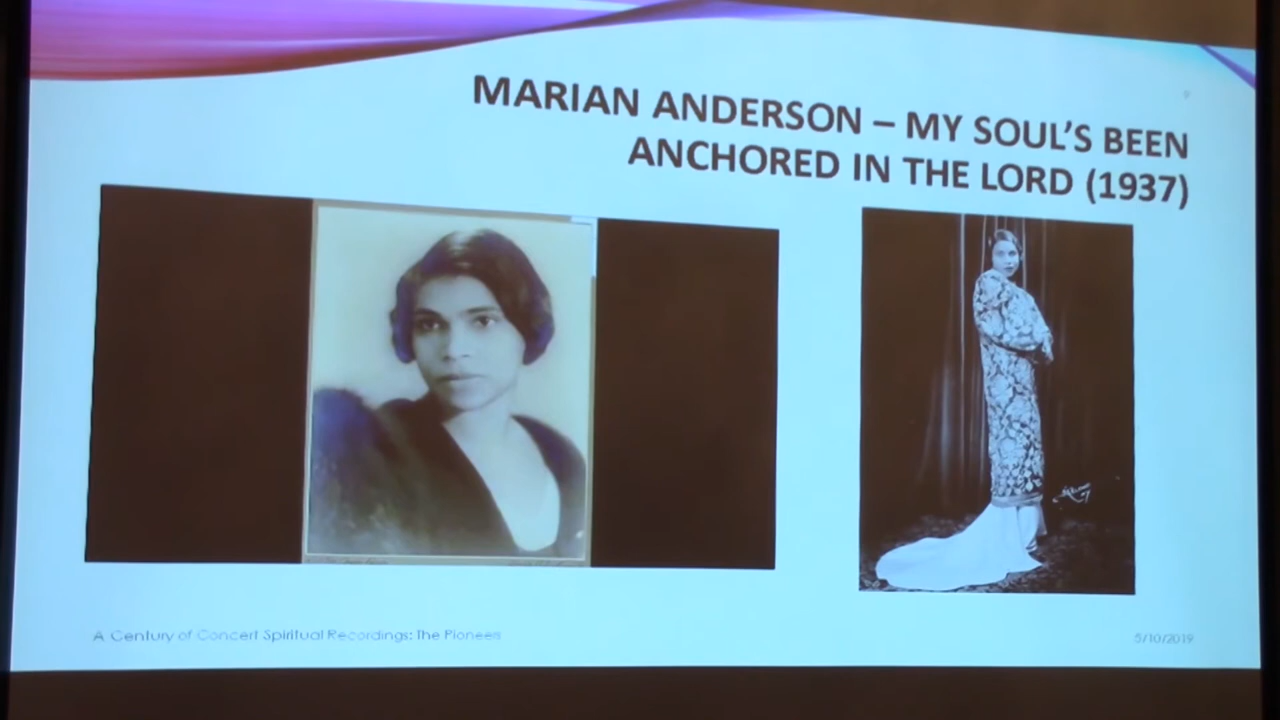 9
MARIAN ANDERSON – MY SOUL'S BEEN
ANCHORED IN THE LORD (1937)
A Century of Concert Spiritual Recordings: The Pioneers
5/10/2019